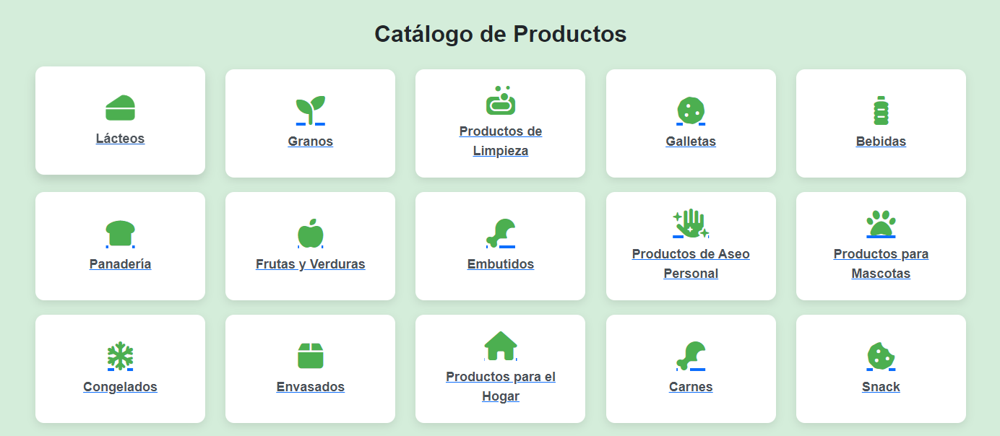 Catálogo de Productos
Lácteos
Granos
Productos de
Limpieza
Galletas
Bebidas
Panadería
Frutas y Verduras
Embutidos
Productos de Aseo
Personal
Productos para
Mascotas
Congelados
Envasados
Productos para el
Hogar
Carnes
Snack